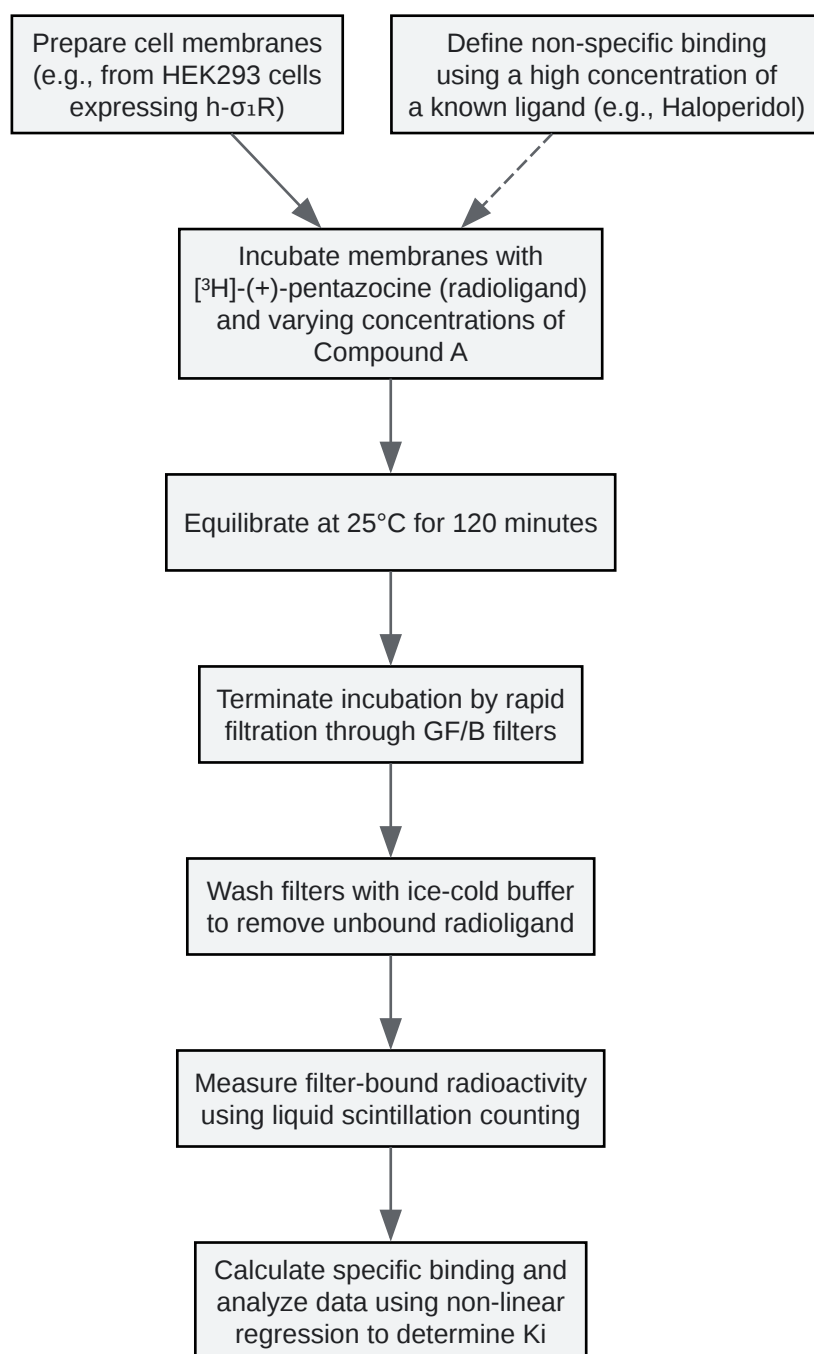 Prepare cell membranes
(e.g., from HEK293 cells
expressing h-σ₁R)
Define non-specific binding
using a high concentration of
a known ligand (e.g., Haloperidol)
Incubate membranes with
[³H]-(+)-pentazocine (radioligand)
and varying concentrations of
Compound A
Equilibrate at 25°C for 120 minutes
Terminate incubation by rapid
filtration through GF/B filters
Wash filters with ice-cold buffer
to remove unbound radioligand
Measure filter-bound radioactivity
using liquid scintillation counting
Calculate specific binding and
analyze data using non-linear
regression to determine Ki